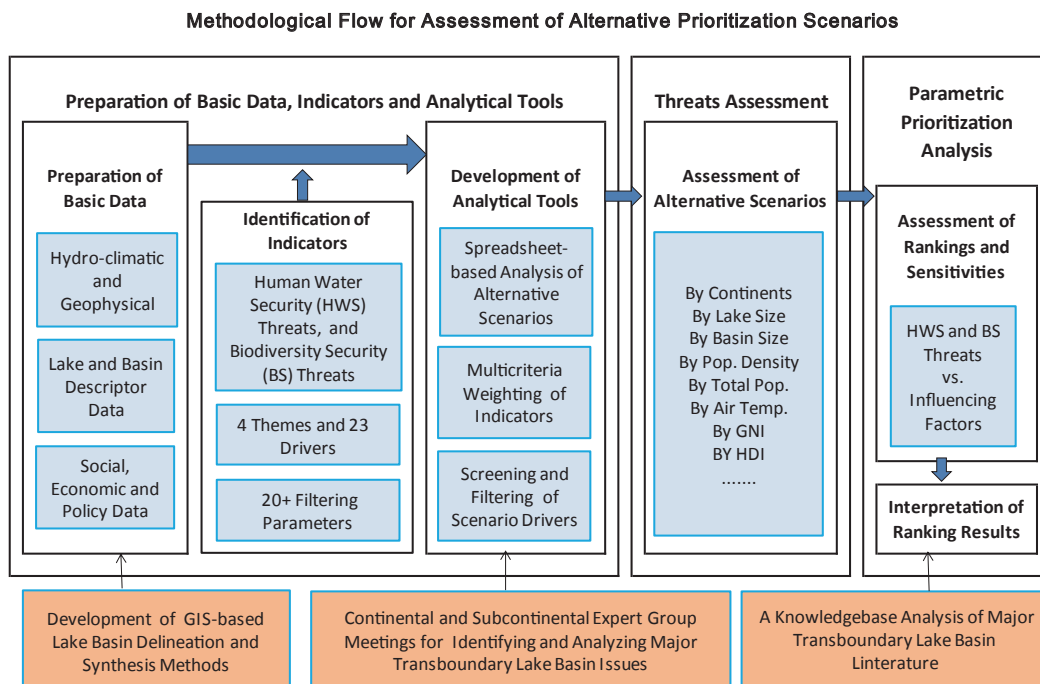 Methodological Flow for Assessment of Alternative Prioritization Scenarios
Preparation of Basic Data, Indicators and Analytical Tools
Preparation of
Basic Data
Hydro-climatic
and
Geophysical
Lake and Basin
Descriptor
Data
Social,
Economic and
Policy Data
Identification of
Indicators
Human Water
Security (HWS)
Threats, and
Biodiversity Security
(BS) Threats
4 Themes and 23
Drivers
20+ Filtering
Parameters
Development of
Analytical Tools
Spreadsheet-
based Analysis of
Alternative
Scenarios
Multicriteria
Weighting of
Indicators
Screening and
Filtering of
Scenario Drivers
Threats Assessment
Assessment of
Alternative Scenarios
By Continents
By Lake Size
By Basin Size
By Pop. Density
By Total Pop.
By Air Temp.
By GNI
BY HDI
.......
Parametric
Prioritization
Analysis
Assessment of
Rankings and
Sensitivities
HWS and BS
Threats
vs.
Influencing
Factors
Interpretation of
Ranking Results
Development of GIS-based
Lake Basin Delineation and
Synthesis Methods
Continental and Subcontinental Expert Group
Meetings for Identifying and Analyzing Major
Transboundary Lake Basin Issues
A Knowledgebase Analysis of Major
Transboundary Lake Basin
Linterature